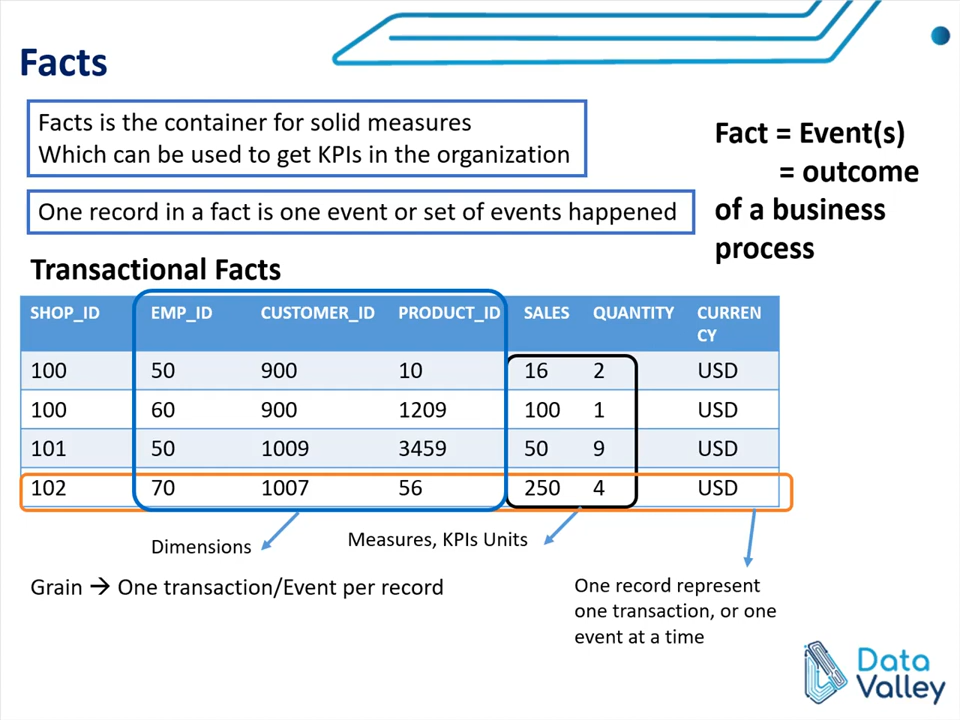 Facts
Facts is the container for solid measures
Which can be used to get KPIs in the organization
One record in a fact is one event or set of events happened
Fact = Event(s)
= outcome
of a business
process
Transactional Facts
SHOP_ID EMP_ID CUSTOMER_ID PRODUCT_ID SALES QUANTITY CURREN
CY
100 50 900 10 16 2 USD
100 60 900 1209 100 1 USD
101 50 1009 3459 50 9 USD
102 70 1007 56 250 4 USD
Dimensions
Measures, KPIs Units
Grain → One transaction/Event per record
One record represent
one transaction, or one
event at a time
Data
Valley